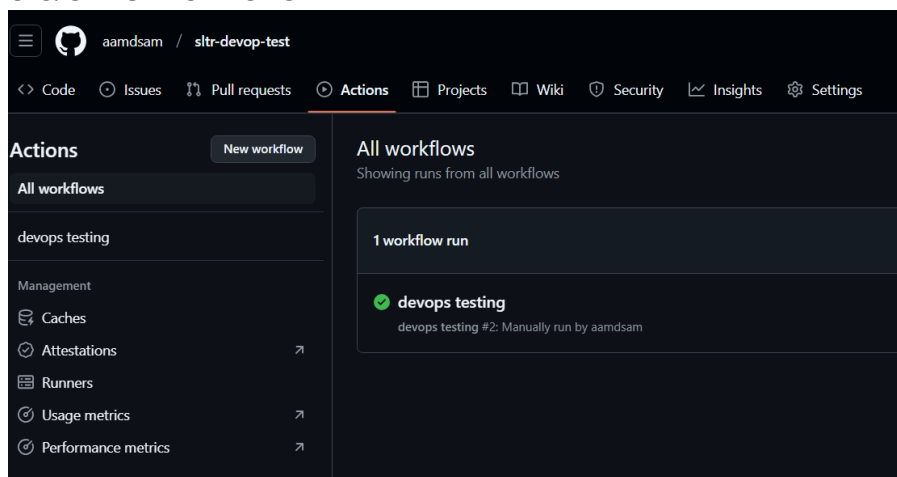 aamdsam / sltr-devop-test
<> Code Issues Pull requests Actions Projects Wiki Security Insights Settings
Actions
New workflow
All workflows
devops testing
Management
Caches
Attestations
Runners
Usage metrics
Performance metrics
All workflows
Showing runs from all workflows
1 workflow run
devops testing
devops testing #2: Manually run by aamdsam